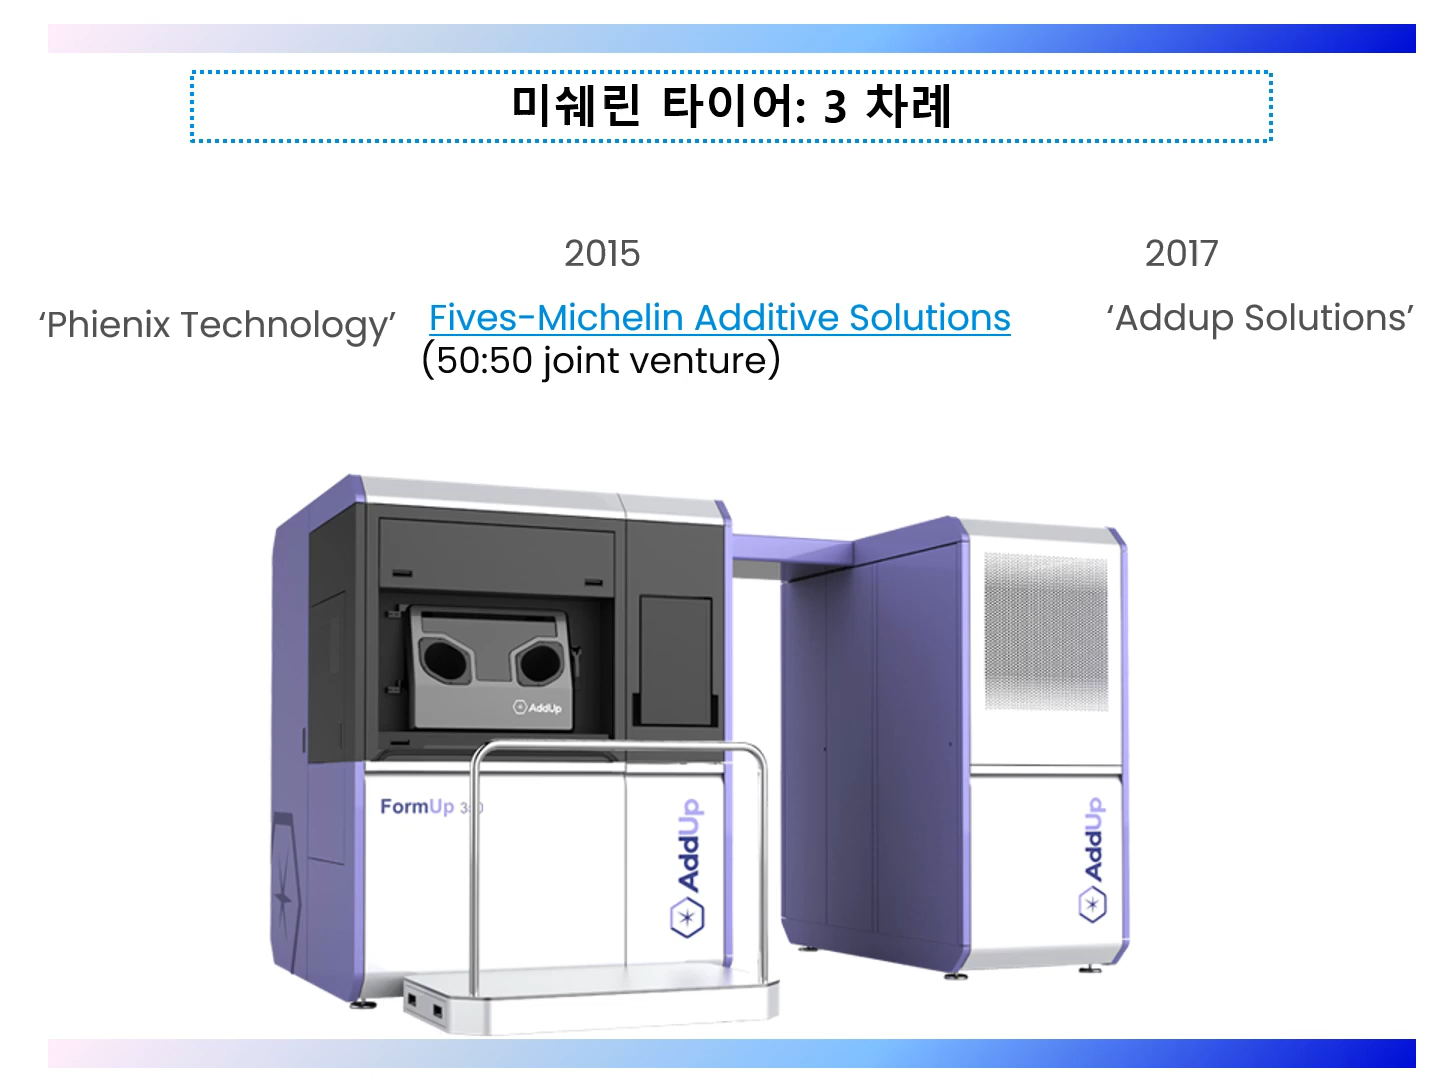 미쉐린 타이어: 3 차례
2015
2017
‘Phienix Technology’
Fives-Michelin Additive Solutions
(50:50 joint venture)
‘Addup Solutions’
AddUp
FormUp
AddUp
AddUp